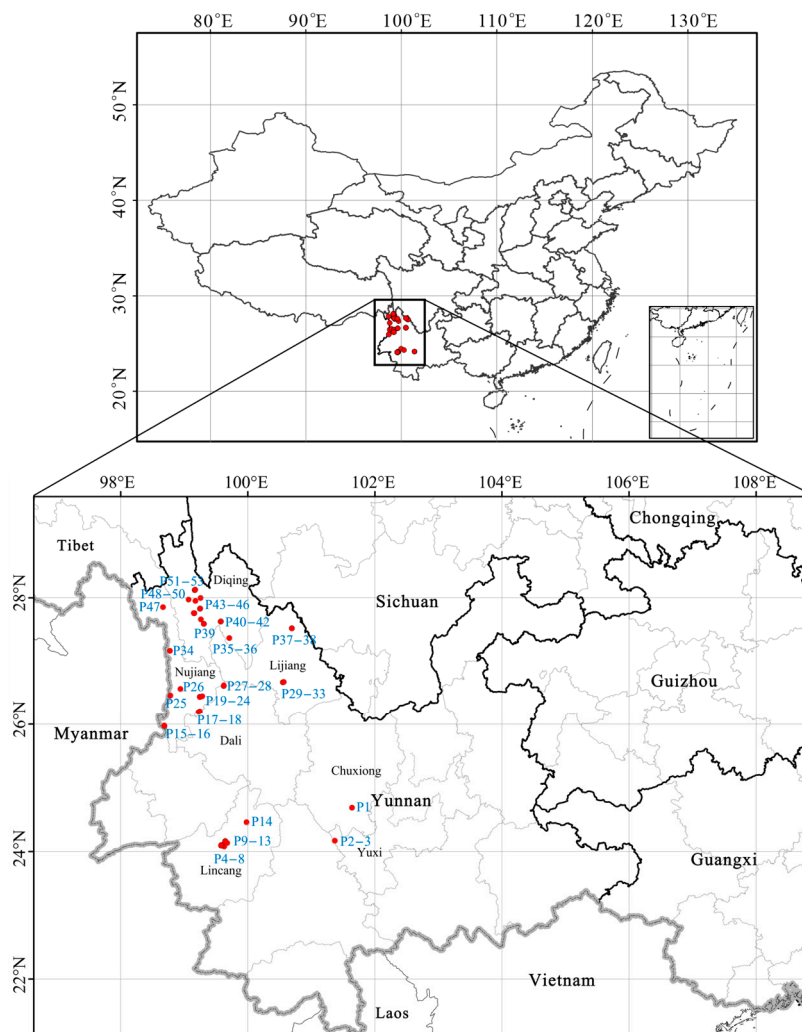 80°E 90°E 100°E 110°E 120°E 130°E
50°N
40°N
30°N
20°N
98°E 100°E 102°E 104°E 106°E 108°E
Chongqing
Tibet
P51-53
Diqing
P48-50
28°N
Sichuan
P47
P43-46
P39
P40-42
P37-38
P35-36
P34
Nujiang
Lijiang
Guizhou
P26
P27-28
P29-33
P25
P19-24
26°N
P17-18
Myanmar
P15-16
Dali
Chuxiong
Yunnan
P1
P14
P9-13
P2-3
24°N
P4-8
Yuxi
Guangxi
Lincang
22°N
Vietnam
Laos